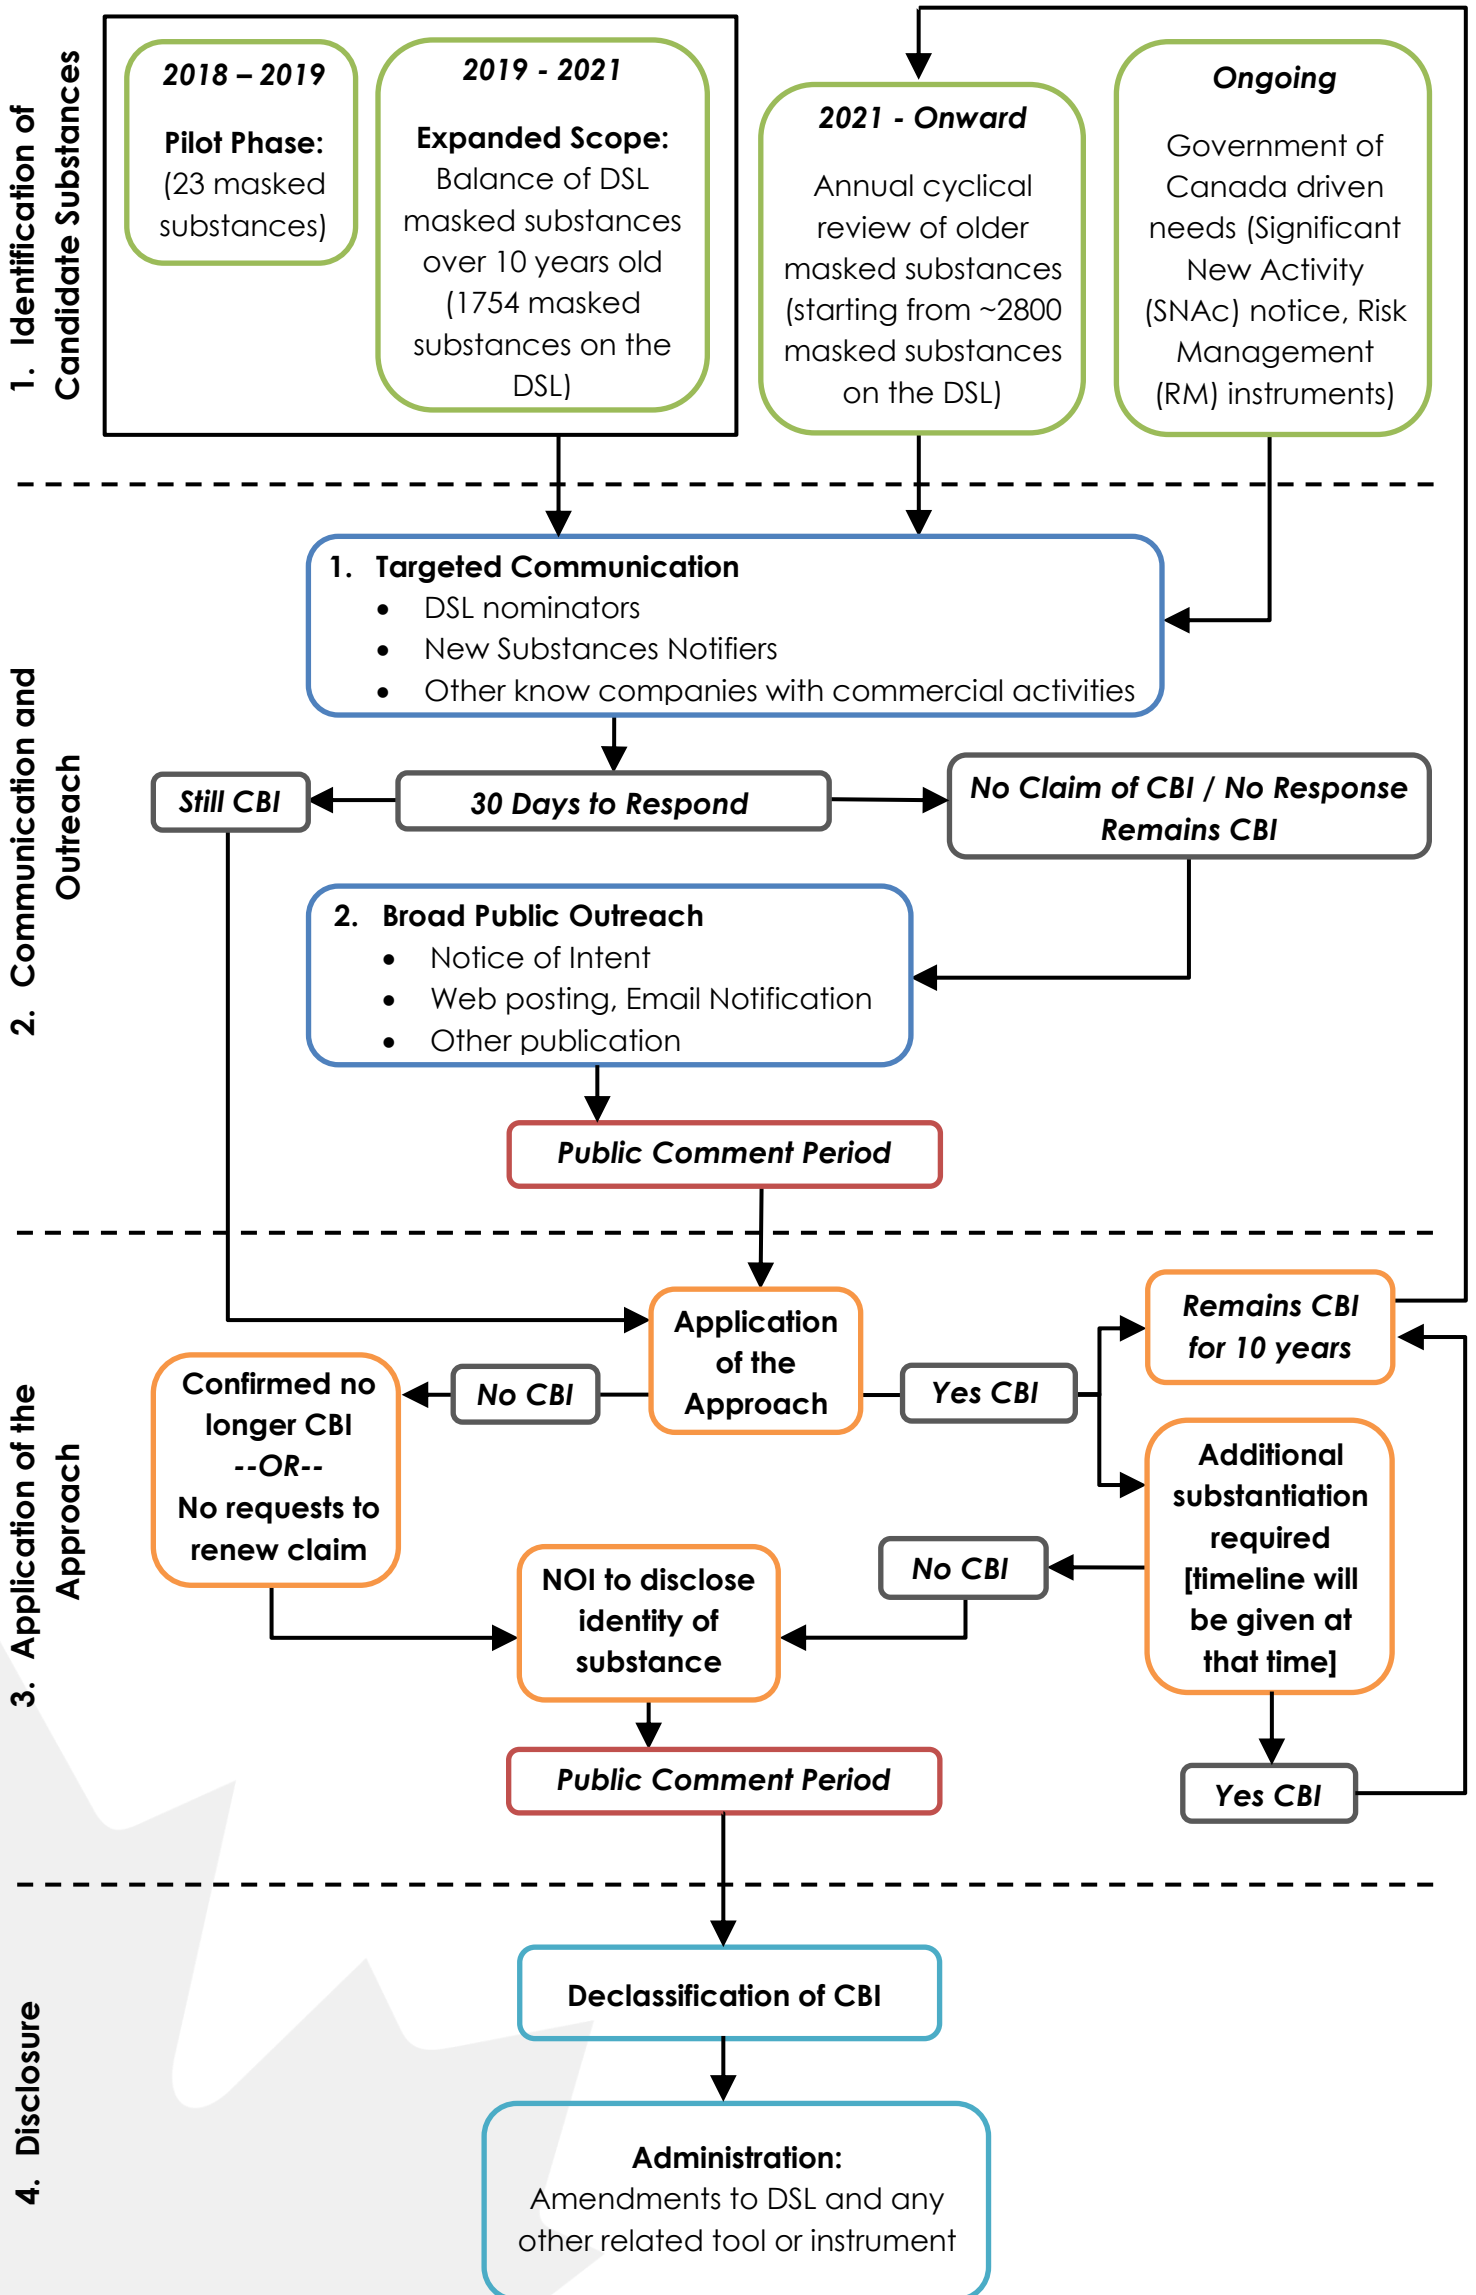 1. Identification of
Candidate Substances
2018 – 2019
Pilot Phase:
(23 masked
substances)
2019 - 2021
Expanded Scope:
Balance of DSL
masked substances
over 10 years old
(1754 masked
substances on the
DSL)
2021 - Onward
Annual cyclical
review of older
masked substances
(starting from ~2800
masked substances
on the DSL)
Ongoing
Government of
Canada driven
needs (Significant
New Activity
(SNAc) notice, Risk
Management
(RM) instruments)
2. Communication and
Outreach
1. Targeted Communication
• DSL nominators
• New Substances Notifiers
• Other know companies with commercial activities
Still CBI
30 Days to Respond
No Claim of CBI / No Response
Remains CBI
2. Broad Public Outreach
• Notice of Intent
• Web posting, Email Notification
• Other publication
Public Comment Period
3. Application of the
Approach
Application
of the
Approach
Remains CBI
for 10 years
Confirmed no
longer CBI
--OR--
No requests to
renew claim
No CBI
Yes CBI
Additional
substantiation
required
[timeline will
be given at
that time]
No CBI
NOI to disclose
identity of
substance
Public Comment Period
Yes CBI
4. Disclosure
Declassification of CBI
Administration:
Amendments to DSL and any
other related tool or instrument